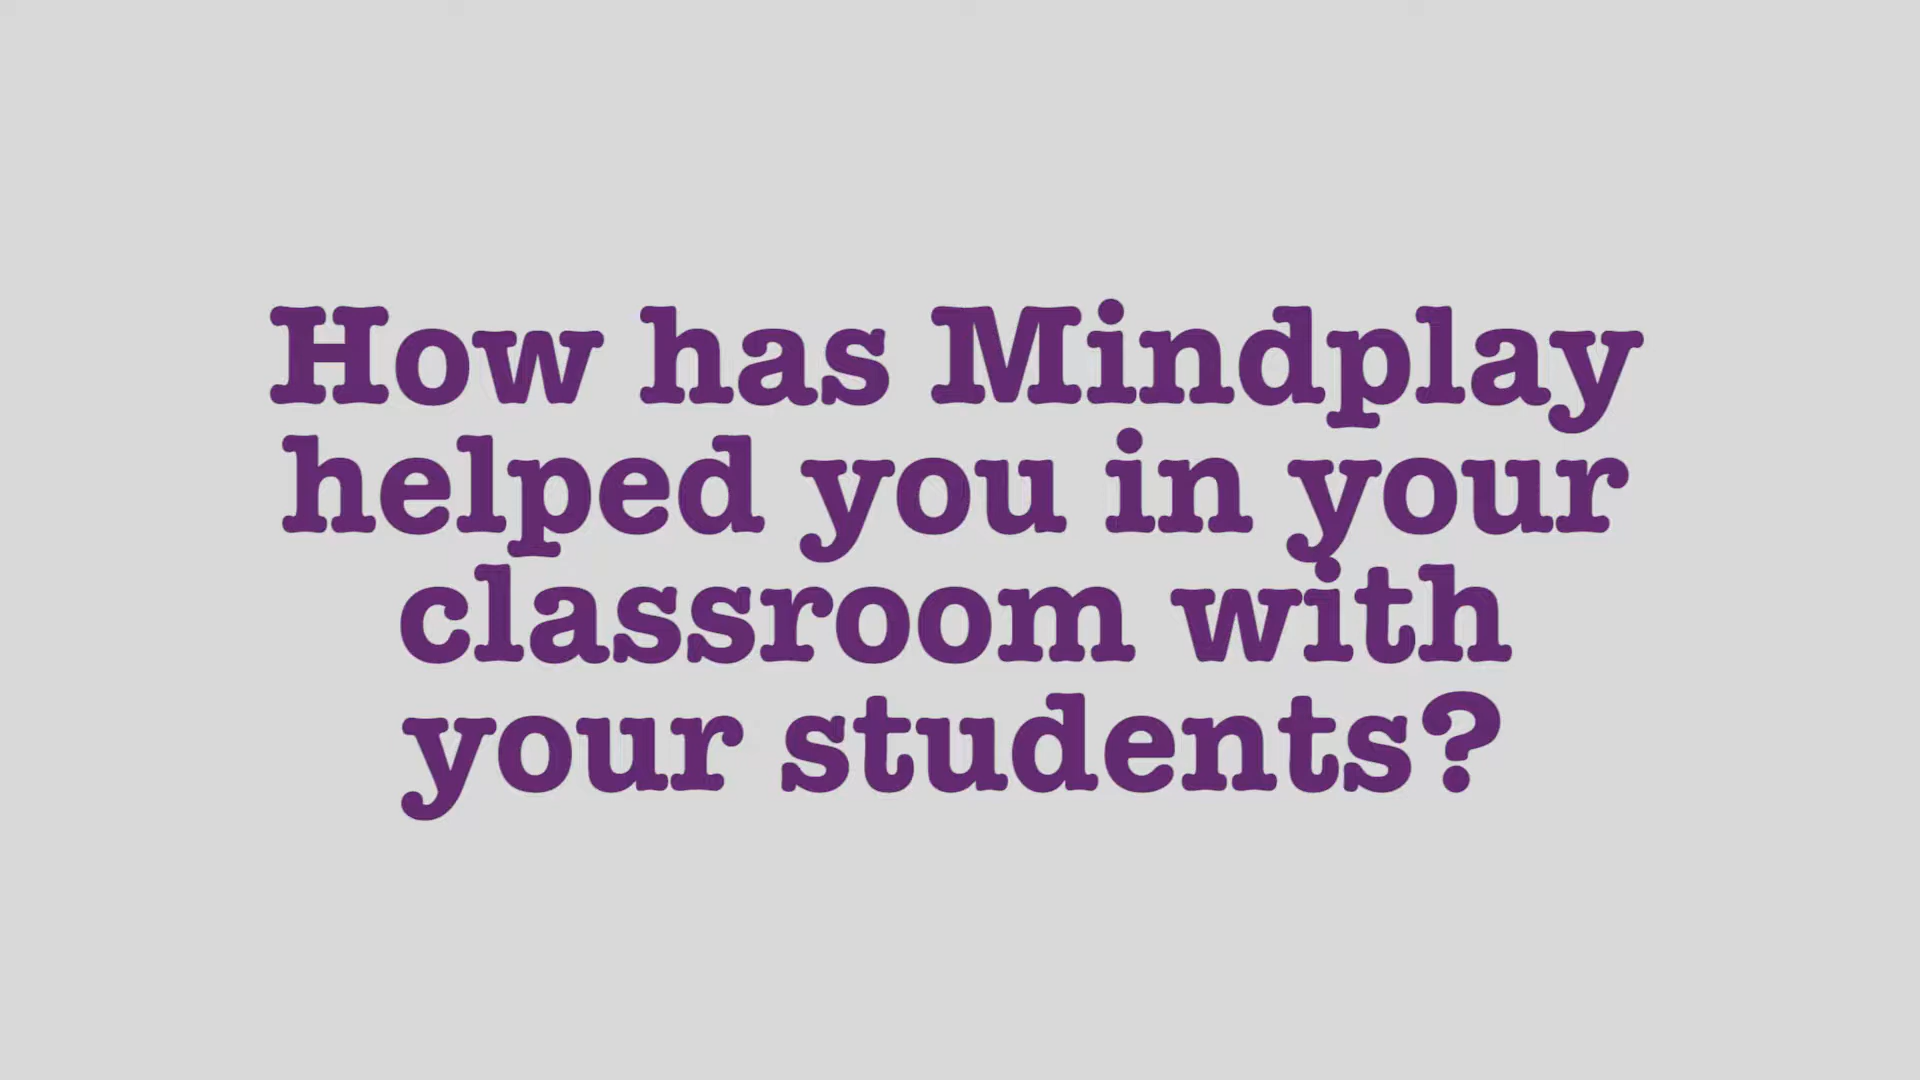 How has Mindplay
helped you in your
classroom with
your students?